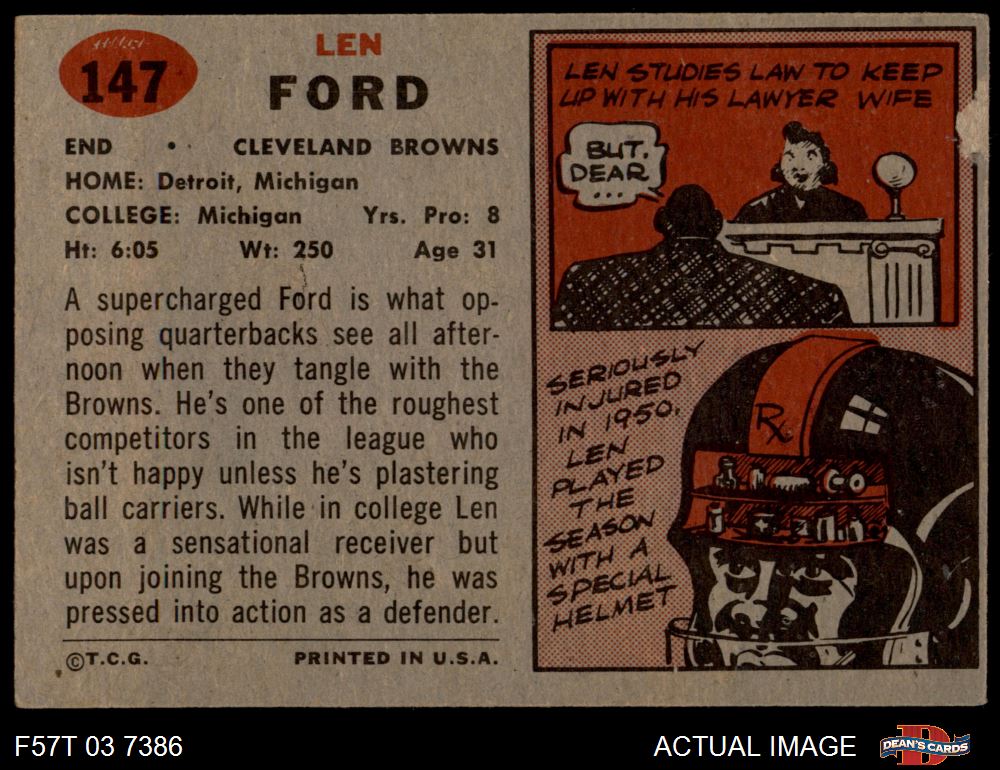 147
LEN
FORD
END • CLEVELAND BROWNS
HOME: Detroit, Michigan
COLLEGE: Michigan Yrs. Pro: 8
Ht: 6:05 Wt: 250 Age 31
A supercharged Ford is what op-
posing quarterbacks see all after-
noon when they tangle with the
Browns. He's one of the roughest
competitors in the league who
isn't happy unless he's plastering
ball carriers. While in college Len
was a sensational receiver but
upon joining the Browns, he was
pressed into action as a defender.
©T.C.G. PRINTED IN U.S.A.
LEN STUDIES LAW TO KEEP
UP WITH HIS LAWYER WIFE
BUT,
DEAR
...
SERIOUSLY
INJURED
IN 1950,
LEN
PLAYED
THE
SEASON
WITH A
SPECIAL
HELMET
Rx
F57T 03 7386 ACTUAL IMAGE
DEAN'S CARDS